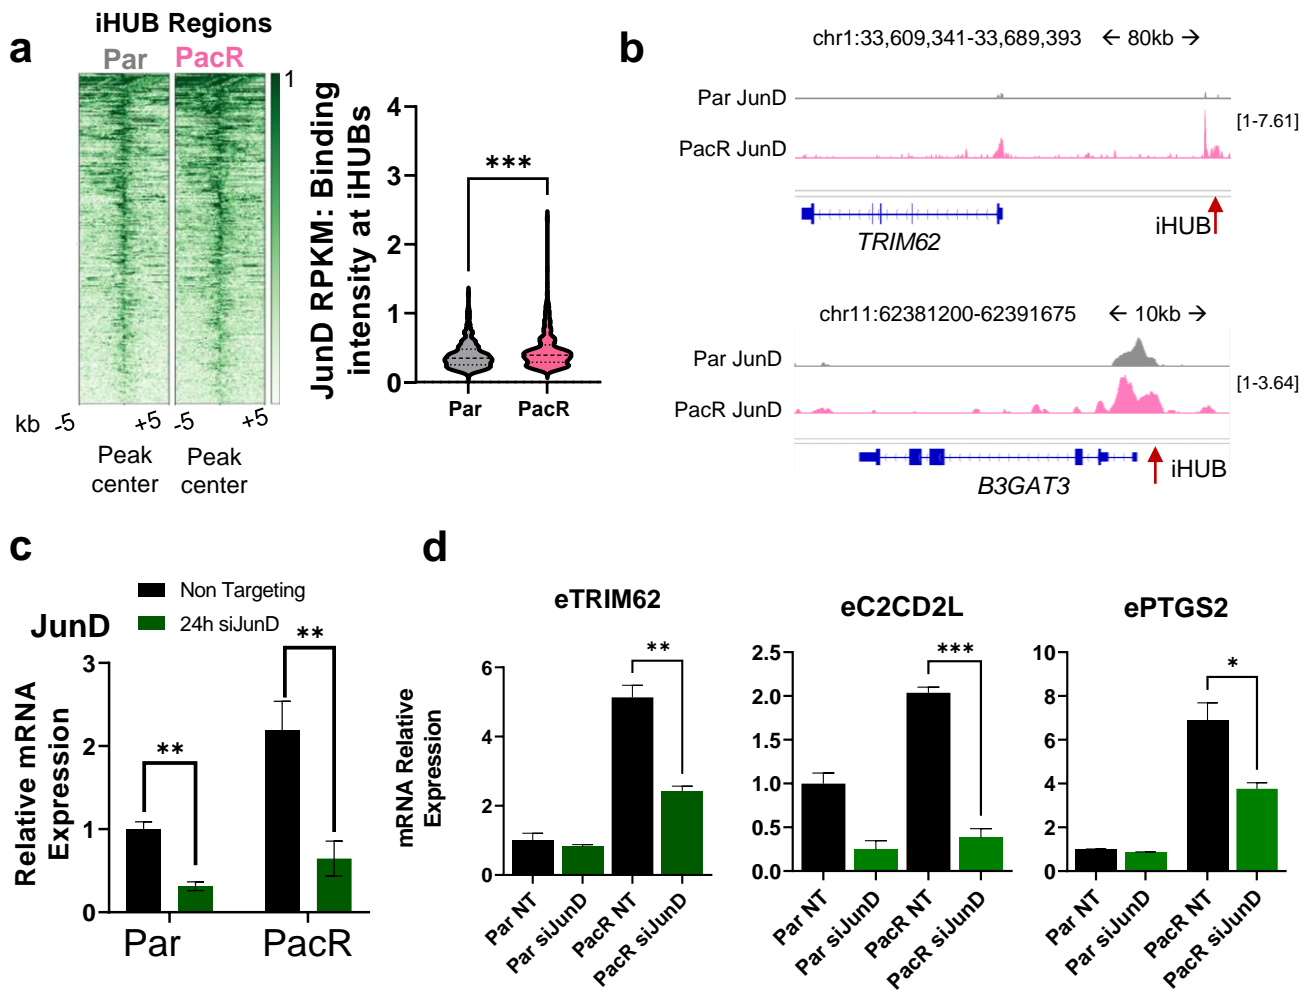 a
iHUB Regions
Par PacR
1
kb -5 +5 -5 +5
Peak center
Peak center
JunD RPKM: Binding
intensity at iHUBs
4
3
2
1
0
***
Par PacR
b
chr1:33,609,341-33,689,393 ← 80kb →
Par JunD
PacR JunD
[1-7.61]
TRIM62
iHUB
chr11:62381200-62391675 ← 10kb →
Par JunD
PacR JunD
[1-3.64]
B3GAT3
iHUB
c
Non Targeting
24h siJunD
JunD
Relative mRNA
Expression
3
2
1
0
**
**
Par PacR
d
mRNA Relative
Expression
eTRIM62
6
4
2
0
**
Par NT
Par siJunD
PacR NT
PacR siJunD
eC2CD2L
2.5
2.0
1.5
1.0
0.5
0.0
***
Par NT
Par siJunD
PacR NT
PacR siJunD
ePTGS2
10
8
6
4
2
0
*
Par NT
Par siJunD
PacR NT
PacR siJunD